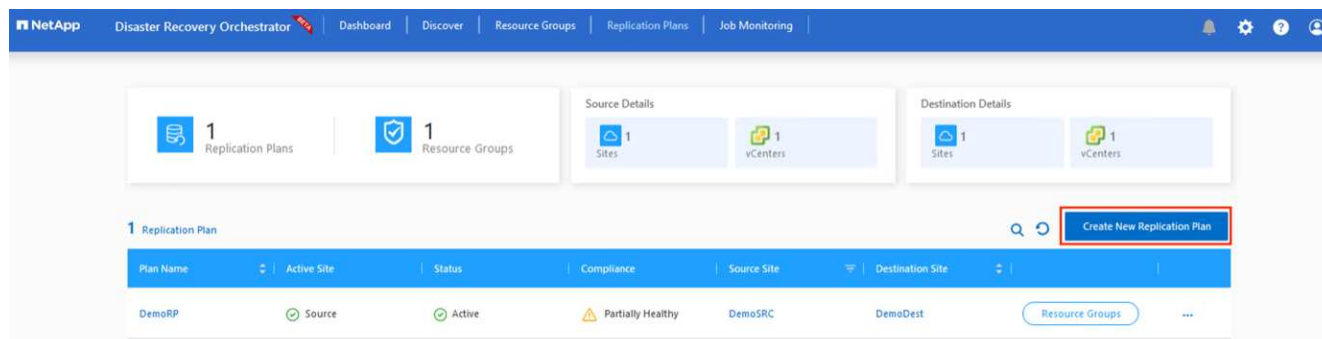 NetApp Disaster Recovery Orchestrator Dashboard Discover Resource Groups Replication Plans Job Monitoring ?
Source Details Destination Details
1 Replication Plans 1 Resource Groups 1 Sites 1 vCenters 1 Sites 1 vCenters
1 Replication Plan Create New Replication Plan
Plan Name Active Site Status Compliance Source Site Destination Site
DemoRP Source Active Partially Healthy DemoSRC DemoDest Resource Groups ...